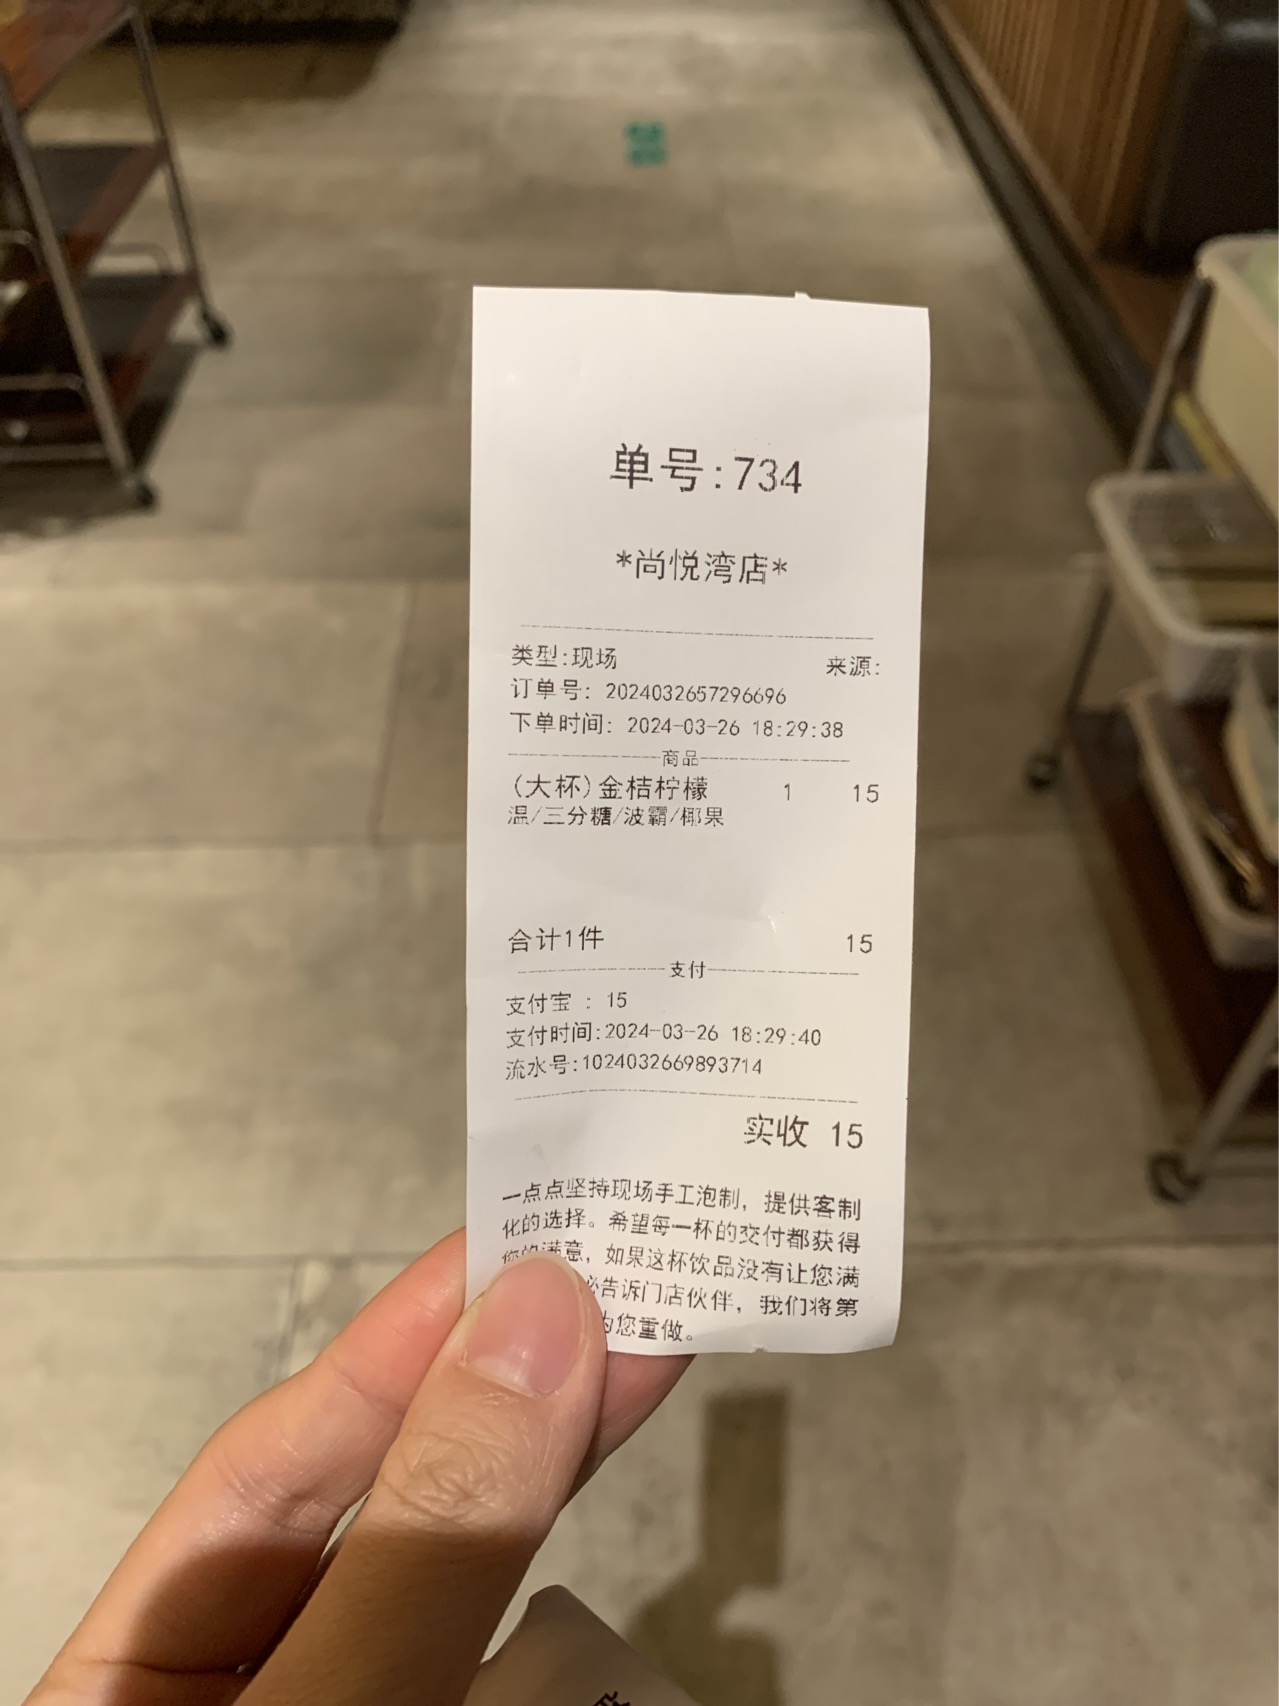 单号:734
*尚悦湾店*
类型:现场 来源:
订单号: 2024032657296696
下单时间: 2024-03-26 18:29:38
商品
(大杯)金桔柠檬 1 15
温/三分糖/波霸/椰果
合计1件 15
支付
支付宝 : 15
支付时间:2024-03-26 18:29:40
流水号:1024032669893714
实收 15
一点点坚持现场手工泡制，提供客制
化的选择。希望每一杯的交付都获得
您的满意，如果这杯饮品没有让您满
告诉门店伙伴，我们将第
为您重做。